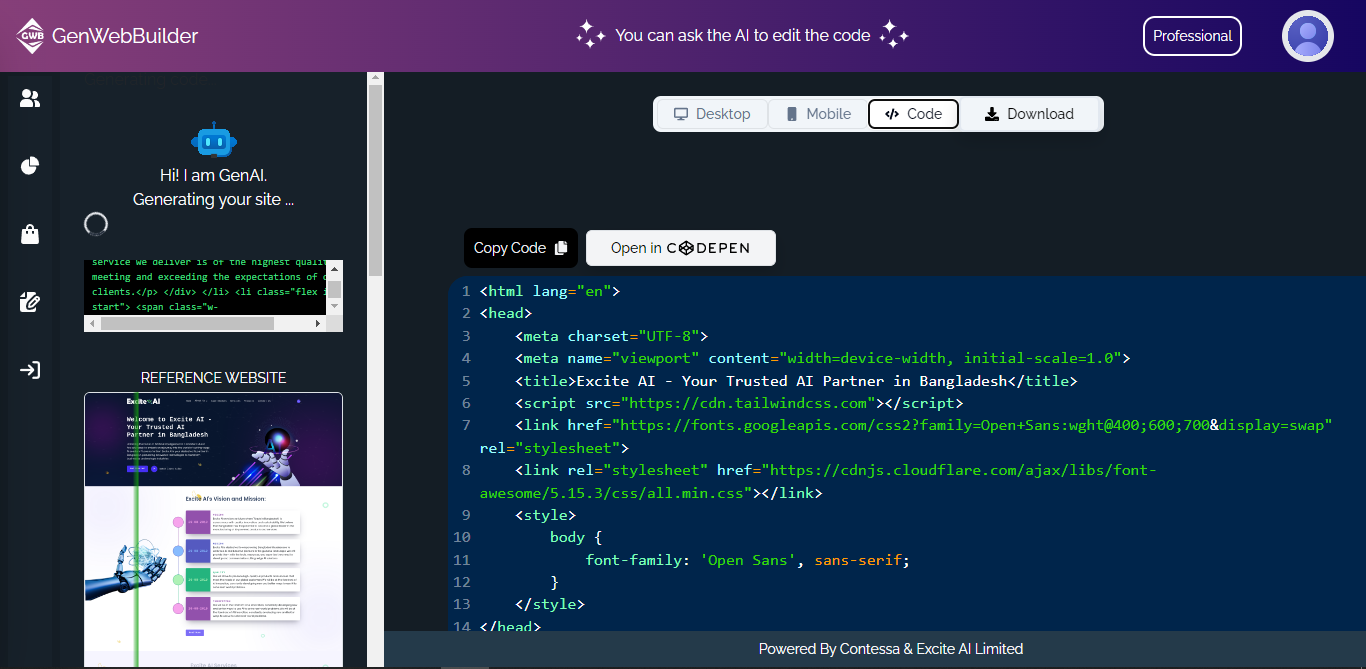 GWB GenWebBuilder
You can ask the AI to edit the code
Professional
Hi! I am GenAI.
Generating your site ...
service we deliver is of the highest qualit
meeting and exceeding the expectations of
clients.</p> </div> </li> <li class="flex
start"> <span class="w-
REFERENCE WEBSITE
Excite AI
Welcome to Excite AI -
Your Trusted AI
Partner in Bangladesh
Excite AI's Vision and Mission:
Desktop
Mobile
</> Code
Download
Copy Code
Open in CODEPEN
1 <html lang="en">
2 <head>
3 <meta charset="UTF-8">
4 <meta name="viewport" content="width=device-width, initial-scale=1.0">
5 <title>Excite AI - Your Trusted AI Partner in Bangladesh</title>
6 <script src="https://cdn.tailwindcss.com"></script>
7 <link href="https://fonts.googleapis.com/css2?family=Open+Sans:wght@400;600;700&display=swap"
rel="stylesheet">
8 <link rel="stylesheet" href="https://cdnjs.cloudflare.com/ajax/libs/font-
awesome/5.15.3/css/all.min.css"></link>
9 <style>
10 body {
11 font-family: 'Open Sans', sans-serif;
12 }
13 </style>
14 </head>
Powered By Contessa & Excite AI Limited